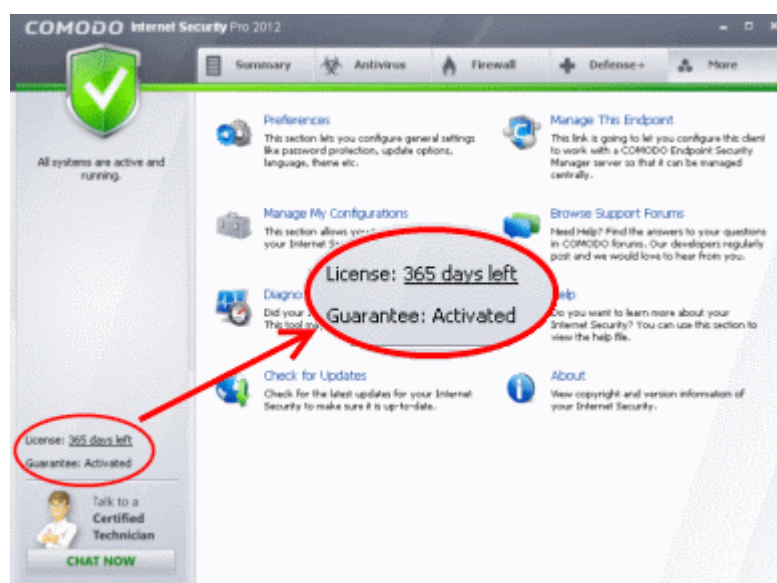 COMODO Internet Security Pro 2012
Summary
Antivirus
Firewall
Defense+
More
All systems are active and
running.
Preferences
This section lets you configure general settings
like password protection, update options,
language, theme etc.
Manage This Endpoint
This link is going to let you configure this client
to work with a COMODO Endpoint Security
Manager server so that it can be managed
centrally.
Manage My Configurations
This section allows you
your Internet
Browse Support Forums
Need Help? Find the answers to your questions
in COMODO forums. Our developers regularly
post and we would love to hear from you.
License: 365 days left
Guarantee: Activated
Did your
This tool
Do you want to learn more about your
Internet Security? You can use this section to
view the help file.
Check for Updates
Check for the latest updates for your Internet
Security to make sure it is up-to-date.
About
View copyright and version information of
your Internet Security.
License: 365 days left
Guarantee: Activated
Talk to a
Certified
Technician
CHAT NOW